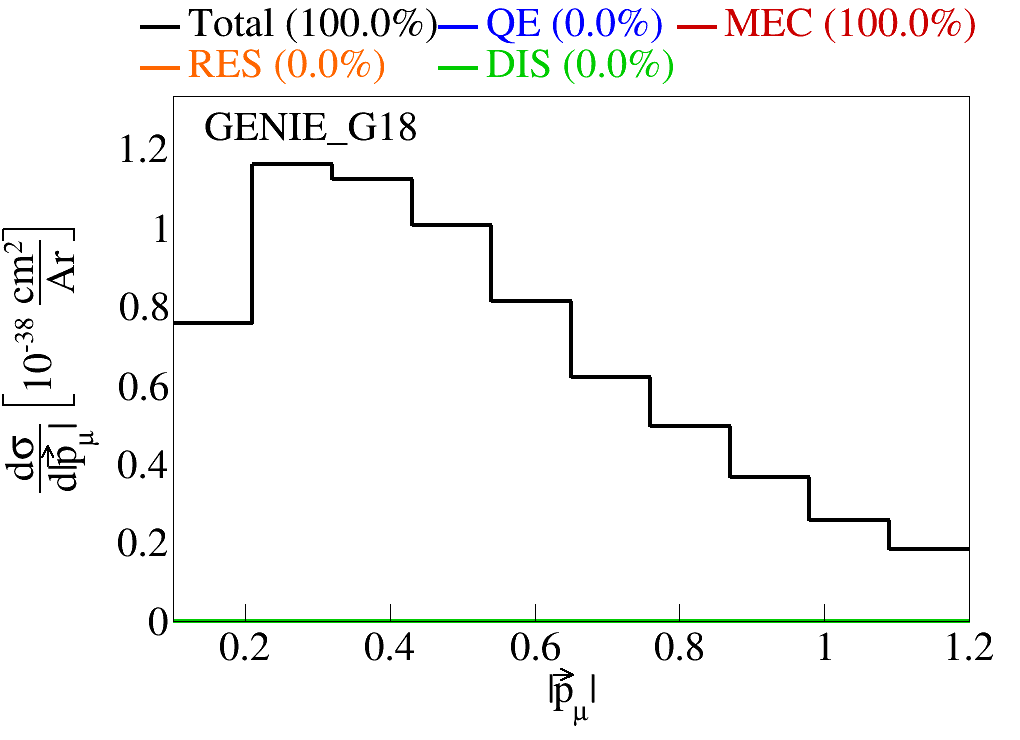 Total (100.0%) QE (0.0%) MEC (100.0%)
RES (0.0%) DIS (0.0%)
GENIE_G18
1.2
1
0.8
0.6
0.4
0.2
0
dσ/d|p⃗μ| [10⁻³⁸ cm²/Ar]
0.2 0.4 0.6 0.8 1 1.2
|p⃗μ|